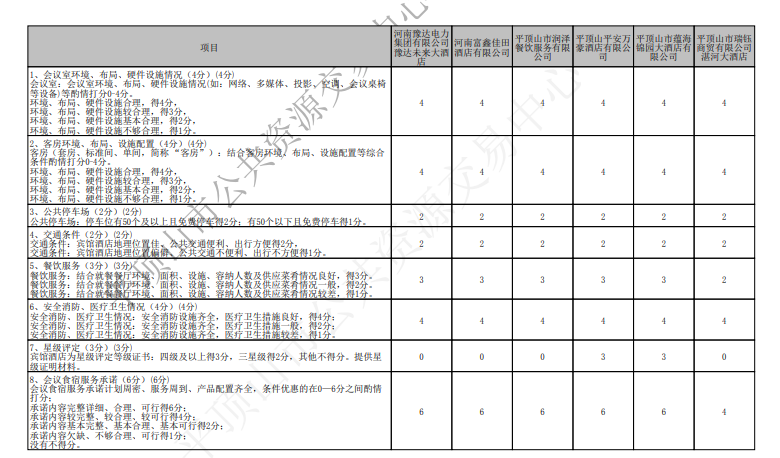 项目
河南豫达电力
集团有限公司
豫达未来大酒
店
河南富鑫佳田
酒店有限公司
平顶山市润泽
餐饮服务有限
公司
平顶山平安万
豪酒店有限公
司
平顶山市蕴海
锦园大酒店有
限公司
平顶山市瑞钰
商贸有限公司
湛河大酒店
1、会议室环境、布局、硬件设施情况（4分）(4分)
会议室：会议室环境、布局、硬件设施情况(如：网络、多媒体、投影、空调、会议桌椅
等设备)等酌情打分0-4分。
环境、布局、硬件设施合理，得4分，
环境、布局、硬件设施较合理，得3分，
环境、布局、硬件设施基本合理，得2分，
环境、布局、硬件设施不够合理，得1分。
4 4 4 4 4 4
2、客房环境、布局、设施配置（4分）(4分)
客房（套房、标准间、单间，简称“客房”）：结合客房环境、布局、设施配置等综合
条件酌情打分0-4分。
环境、布局、硬件设施合理，得4分，
环境、布局、硬件设施较合理，得3分，
环境、布局、硬件设施基本合理，得2分，
环境、布局、硬件设施不够合理，得1分。
4 4 4 4 4 4
3、公共停车场（2分）(2分)
公共停车场：停车位有50个及以上且免费停车得2分；有50个以下且免费停车得1分。
2 2 2 2 2 2
4、交通条件（2分）(2分)
交通条件：宾馆酒店地理位置佳、公共交通便利、出行方便得2分，
交通条件：宾馆酒店地理位置偏僻、公共交通不便利、出行不方便得1分。
2 2 2 2 2 2
5、餐饮服务（3分）(3分)
餐饮服务：结合就餐餐厅环境、面积、设施、容纳人数及供应菜肴情况良好，得3分。
餐饮服务：结合就餐餐厅环境、面积、设施、容纳人数及供应菜肴情况一般，得2分。
餐饮服务：结合就餐餐厅环境、面积、设施、容纳人数及供应菜肴情况较差，得1分。
3 3 3 3 3 2
6、安全消防、医疗卫生情况（4分）(4分)
安全消防、医疗卫生情况：安全消防设施齐全，医疗卫生措施良好，得4分；
安全消防、医疗卫生情况：安全消防设施齐全，医疗卫生措施一般，得2分；
安全消防、医疗卫生情况：安全消防设施齐全，医疗卫生措施较差，得1分。
4 4 4 4 4 4
7、星级评定（3分）(3分)
宾馆酒店为星级评定等级证书：四级及以上得3分，三星级得2分，其他不得分。提供星
级证明材料。
0 0 0 3 3 0
8、会议食宿服务承诺（6分）(6分)
会议食宿服务承诺计划周密、服务周到、产品配置齐全，条件优惠的在0—6分之间酌情
打分；
承诺内容完整详细、合理、可行得6分；
承诺内容较完整、较合理、较可行得4分；
承诺内容基本完整、基本合理、基本可行得2分；
承诺内容欠缺、不够合理、可行得1分；
没有不得分。
6 6 6 6 6 4
平顶山市公共资源交易中心
平顶山市公共资源交易中心